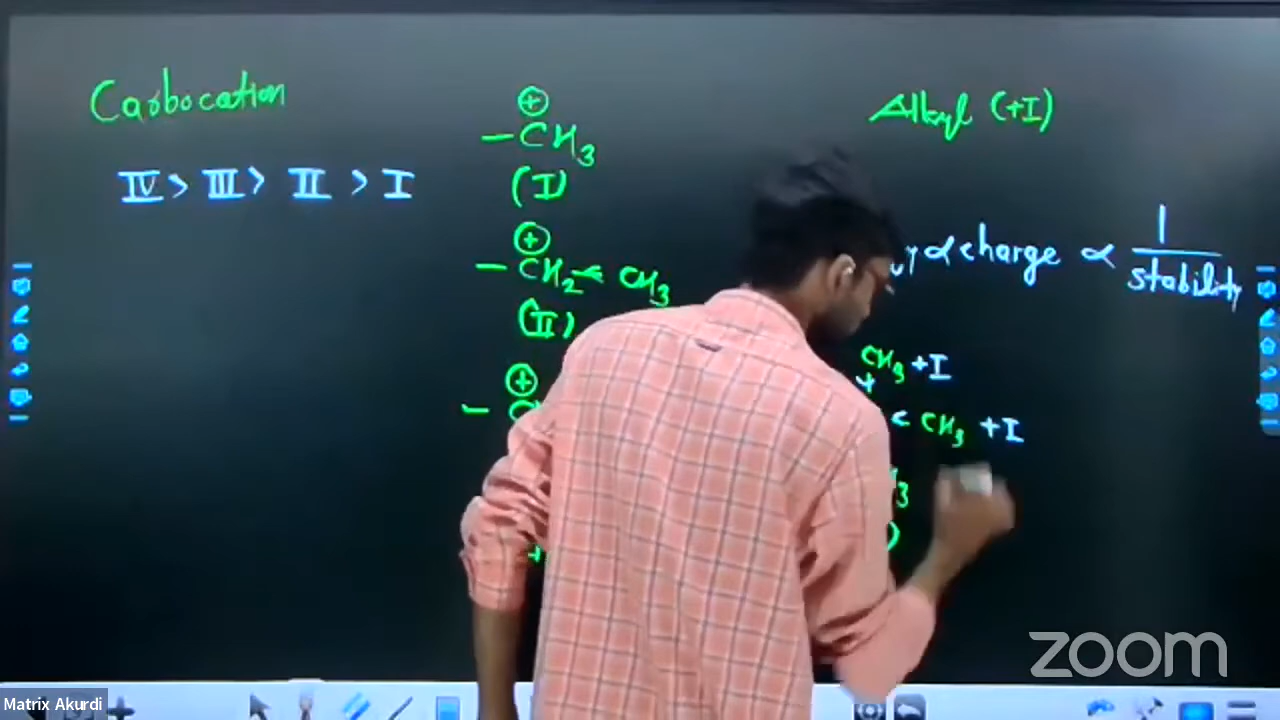 Carbocation
IV > III > II > I
⊕
– CH3
(I)
⊕
– CH2 < CH3
(II)
⊕
–
Alkyl (+I)
∝ charge ∝ 1/stability
CH3 +I
< CH3 +I
zoom
Matrix Akurdi